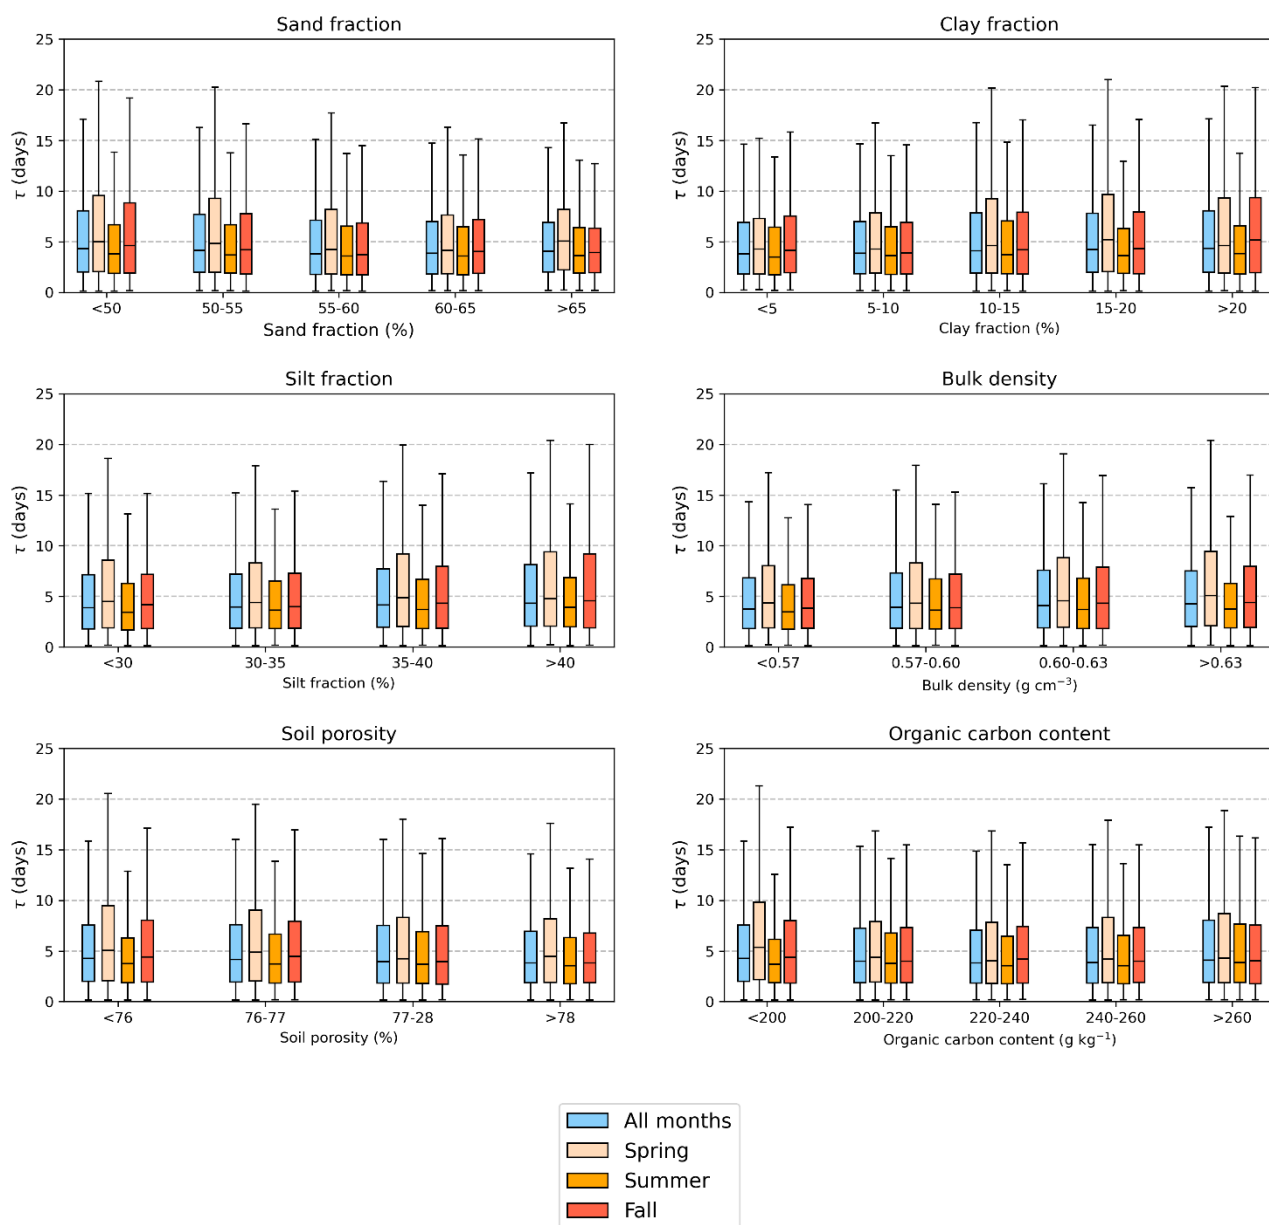 Sand fraction
25
20
15
10
5
0
τ (days)
<50 50-55 55-60 60-65 >65
Sand fraction (%)
Clay fraction
25
20
15
10
5
0
τ (days)
<5 5-10 10-15 15-20 >20
Clay fraction (%)
Silt fraction
25
20
15
10
5
0
τ (days)
<30 30-35 35-40 >40
Silt fraction (%)
Bulk density
25
20
15
10
5
0
τ (days)
<0.57 0.57-0.60 0.60-0.63 >0.63
Bulk density (g cm⁻³)
Soil porosity
25
20
15
10
5
0
τ (days)
<76 76-77 77-28 >78
Soil porosity (%)
Organic carbon content
25
20
15
10
5
0
τ (days)
<200 200-220 220-240 240-260 >260
Organic carbon content (g kg⁻¹)
All months
Spring
Summer
Fall